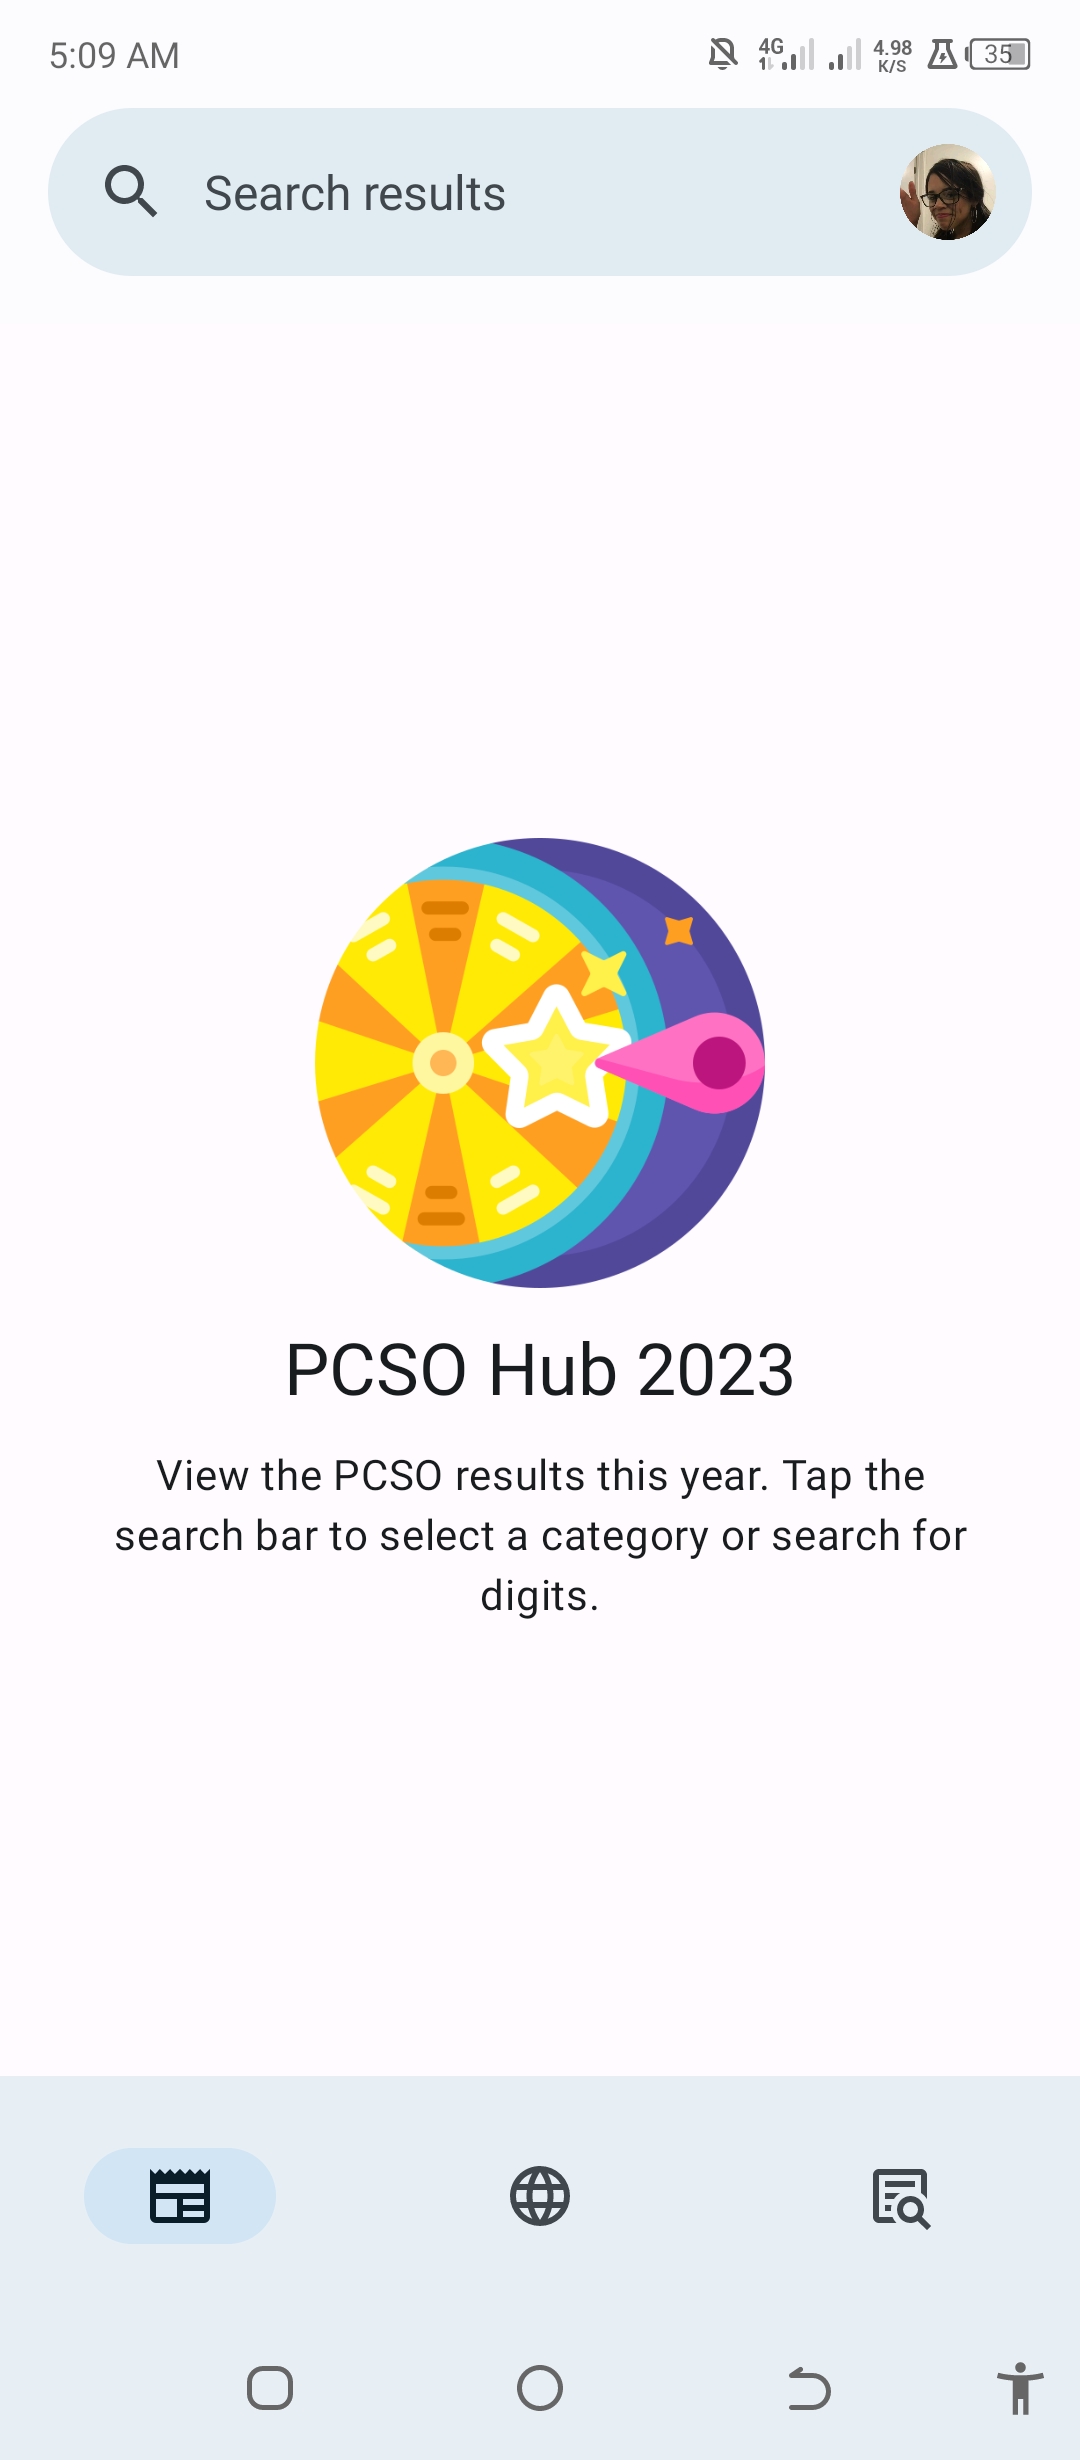 5:09 AM
4G
4.98
K/S
35
Search results
PCSO Hub 2023
View the PCSO results this year. Tap the
search bar to select a category or search for
digits.